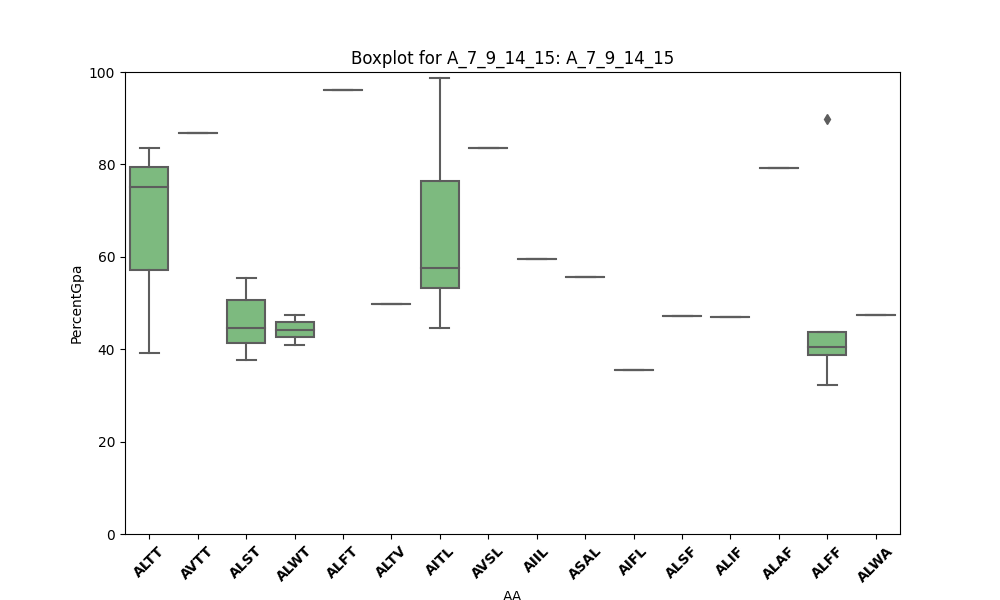 Boxplot for A_7_9_14_15: A_7_9_14_15
100
80
60
40
20
0
PercentGpa
ALTT AVTT ALST ALWT ALFT ALTV AITL AVSL AIIL ASAL AIFL ALSF ALIF ALAF ALFF ALWA
AA